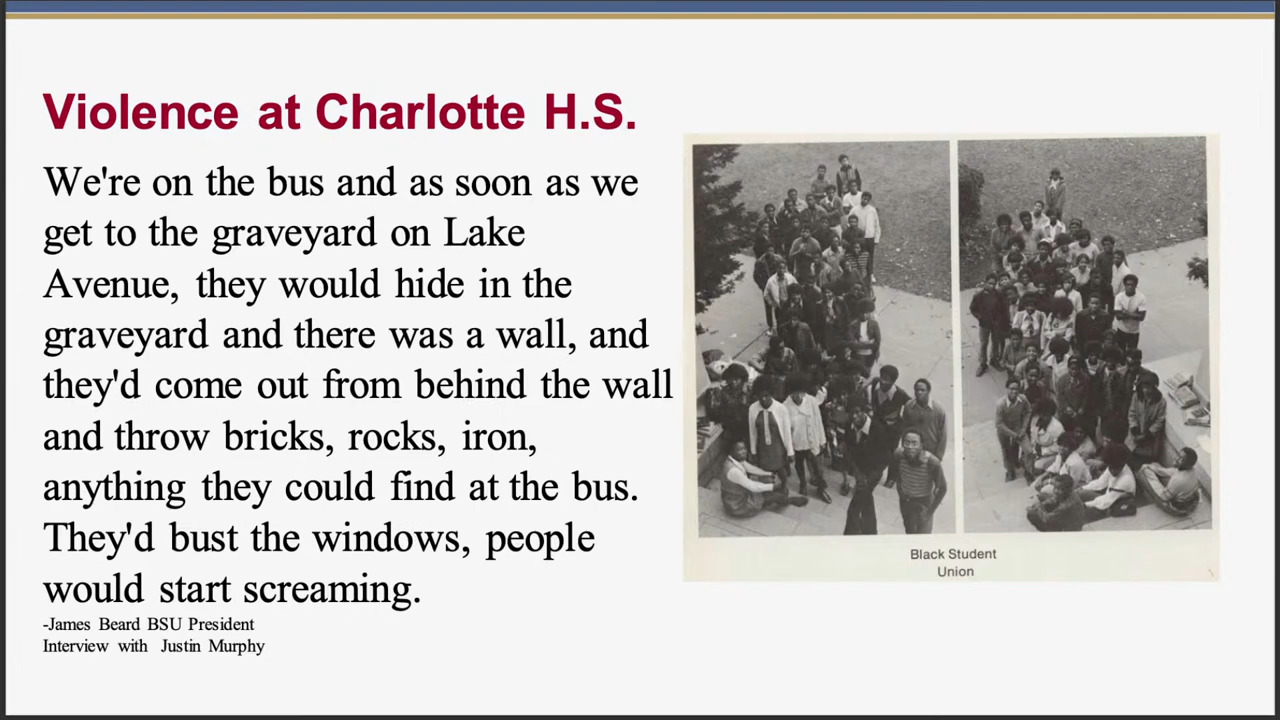 Violence at Charlotte H.S.
We're on the bus and as soon as we
get to the graveyard on Lake
Avenue, they would hide in the
graveyard and there was a wall, and
they'd come out from behind the wall
and throw bricks, rocks, iron,
anything they could find at the bus.
They'd bust the windows, people
would start screaming.
-James Beard BSU President
Interview with Justin Murphy
Black Student
Union